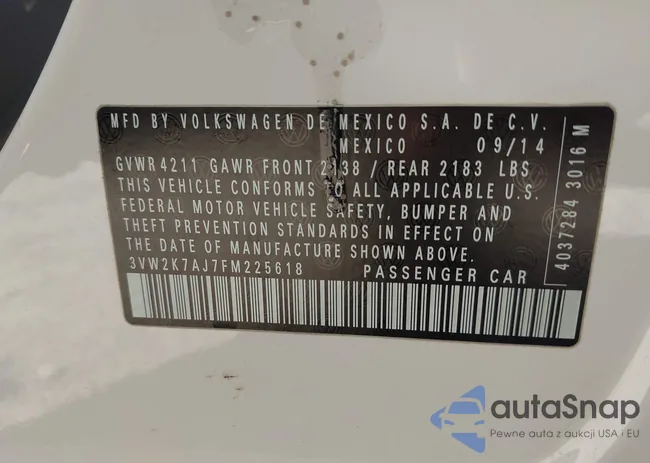 MFD BY VOLKSWAGEN DE MEXICO S.A. DE C.V.
MEXICO 09/14
GVWR 4211 GAWR FRONT 2138 / REAR 2183 LBS
THIS VEHICLE CONFORMS TO ALL APPLICABLE U.S.
FEDERAL MOTOR VEHICLE SAFETY, BUMPER AND
THEFT PREVENTION STANDARDS IN EFFECT ON
THE DATE OF MANUFACTURE SHOWN ABOVE.
3VW2K7AJ7FM225618 PASSENGER CAR
4037284 3016 M
autaSnap
Pewne auta z aukcji USA i EU